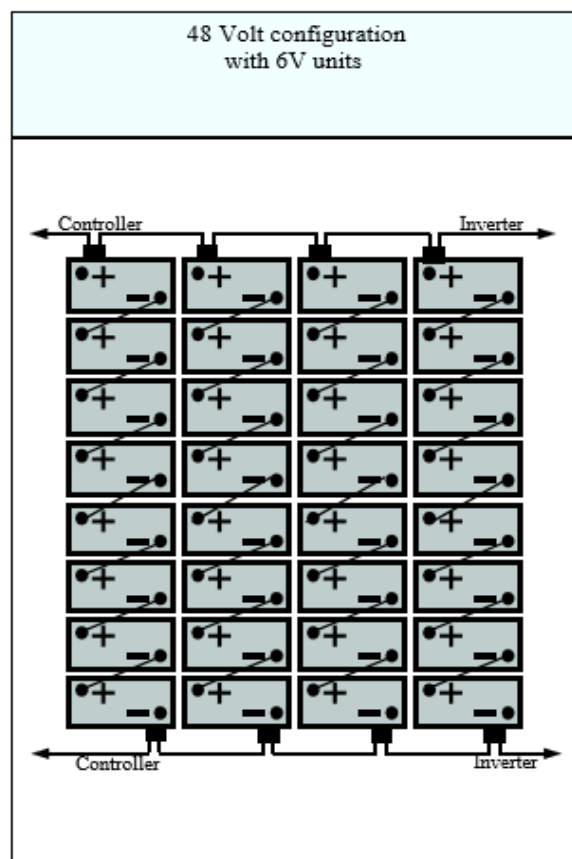 48 Volt configuration
with 6V units
Controller
Inverter
Controller
Inverter